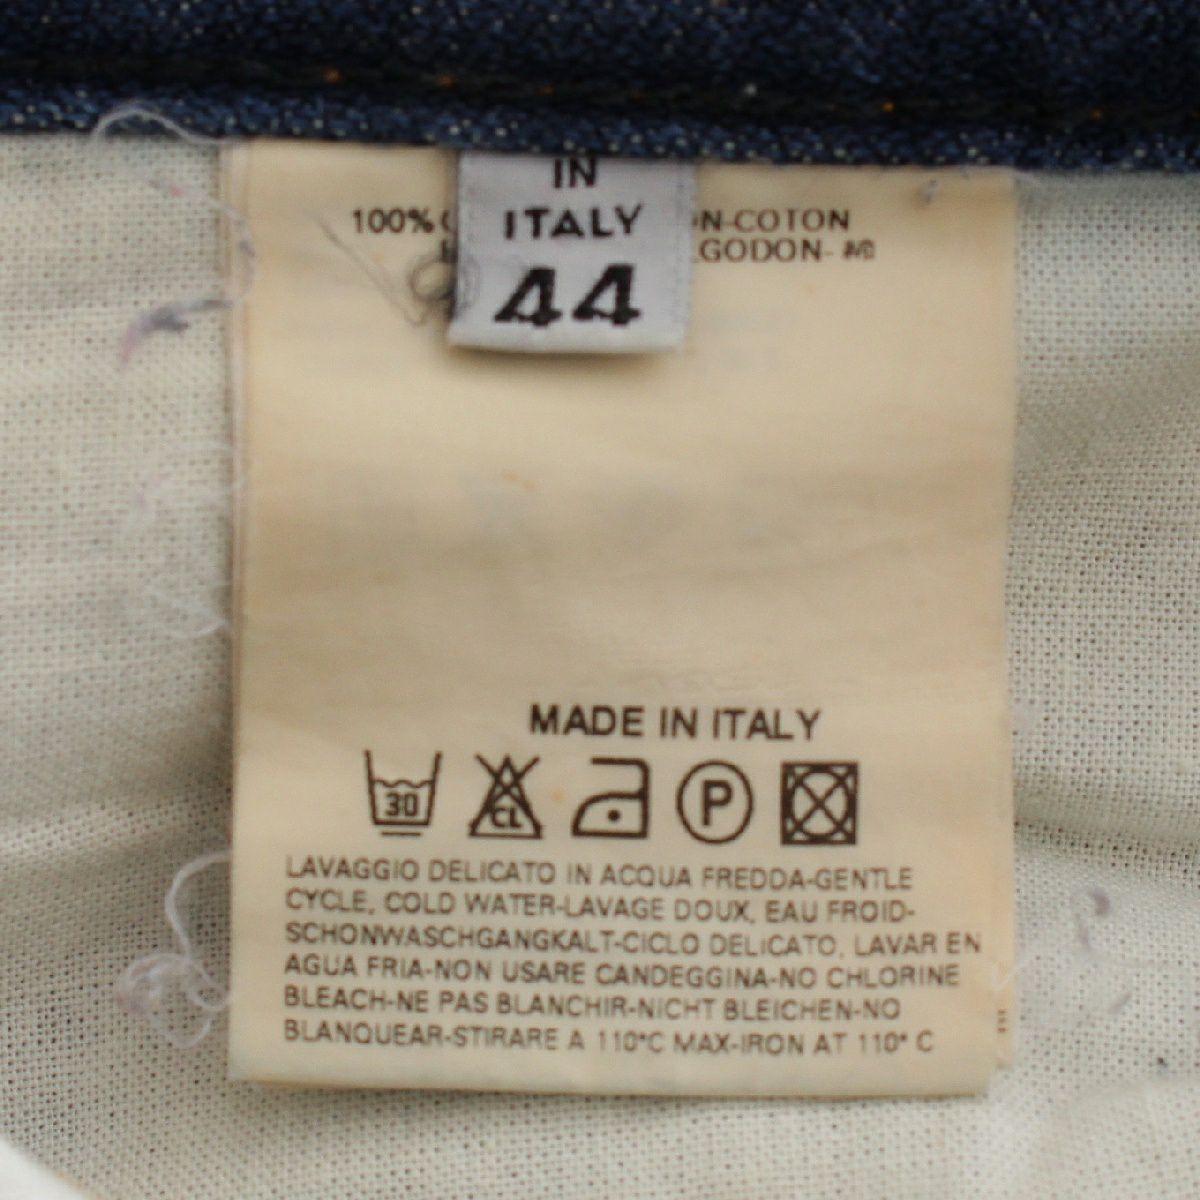 IN
ITALY
44
100% COTON
MADE IN ITALY
30 CL P
LAVAGGIO DELICATO IN ACQUA FREDDA-GENTLE
CYCLE, COLD WATER-LAVAGE DOUX, EAU FROID-
SCHONWASCHGANGKALT-CICLO DELICATO, LAVAR EN
AGUA FRIA-NON USARE CANDEGGINA-NO CHLORINE
BLEACH-NE PAS BLANCHIR-NICHT BLEICHEN-NO
BLANQUEAR-STIRARE A 110°C MAX-IRON AT 110° C